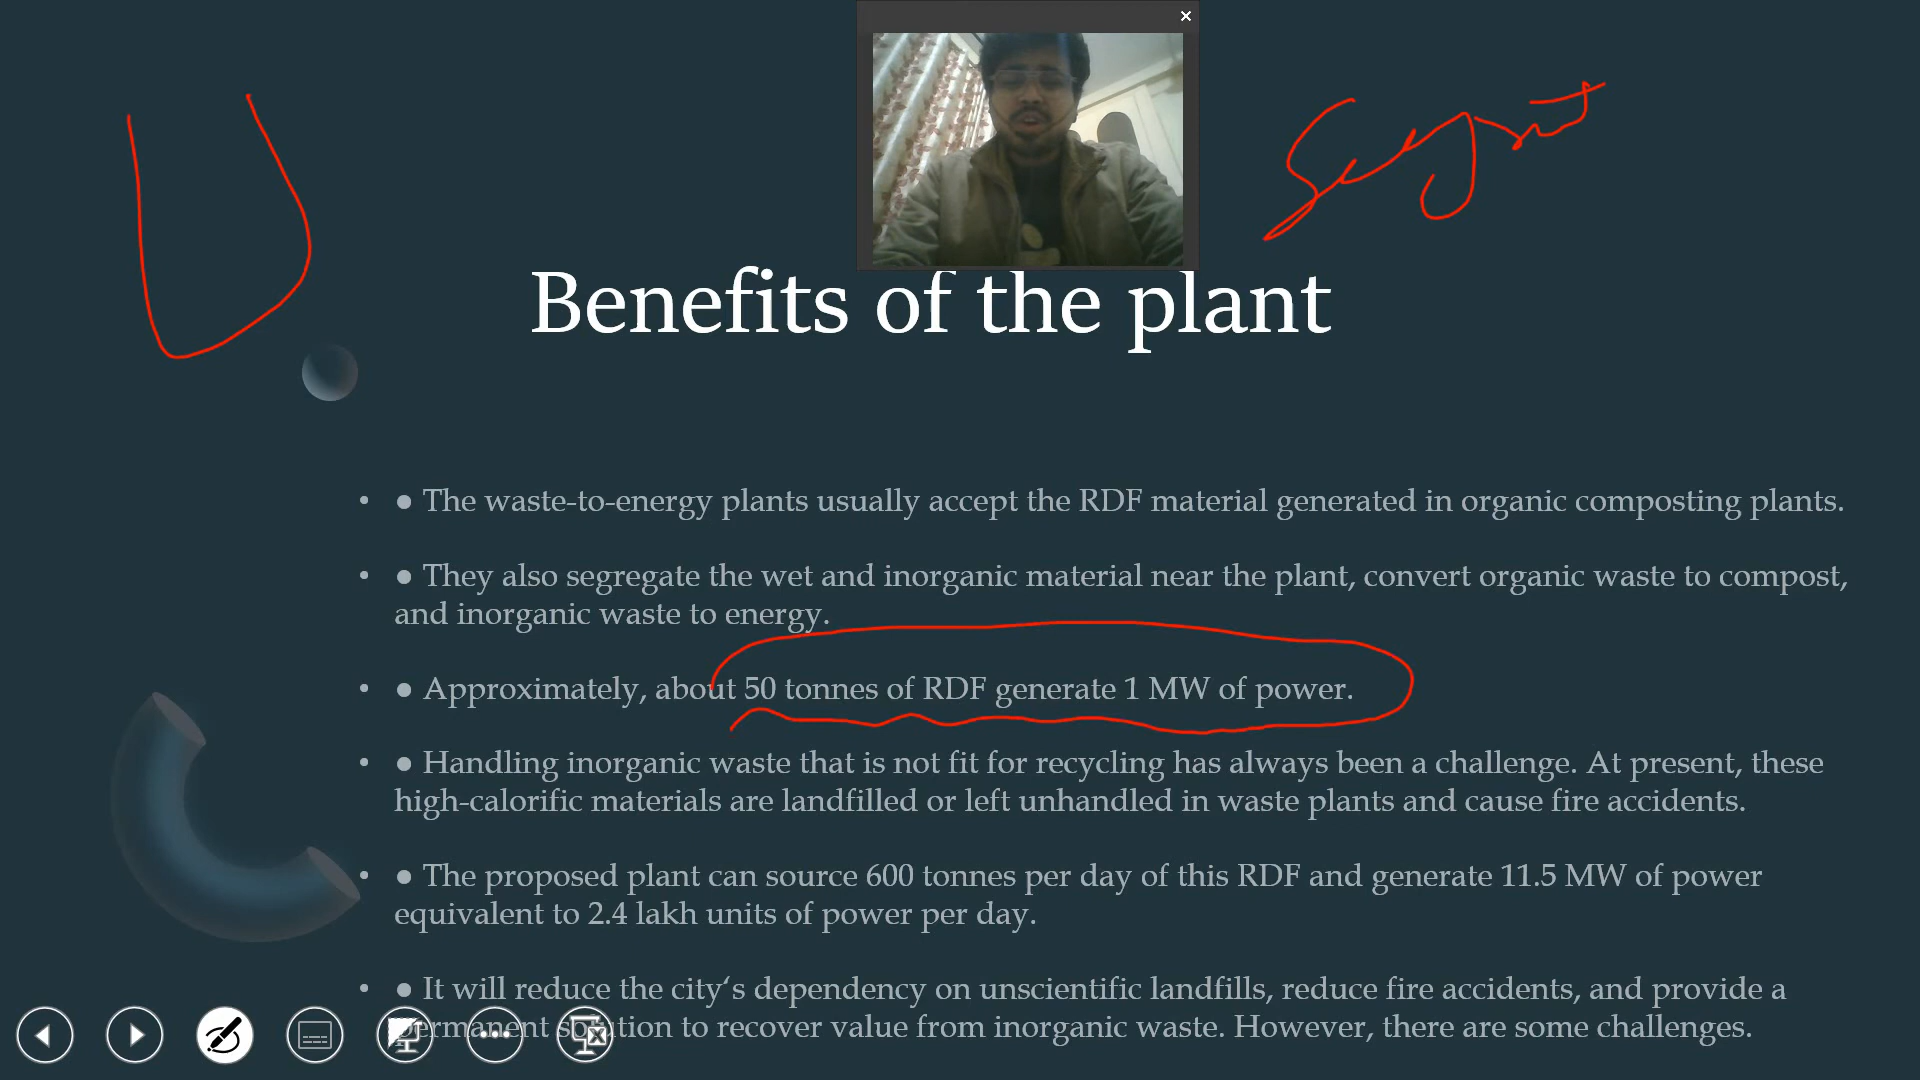 Benefits of the plant
• ● The waste-to-energy plants usually accept the RDF material generated in organic composting plants.
• ● They also segregate the wet and inorganic material near the plant, convert organic waste to compost,
and inorganic waste to energy.
• ● Approximately, about 50 tonnes of RDF generate 1 MW of power.
• ● Handling inorganic waste that is not fit for recycling has always been a challenge. At present, these
high-calorific materials are landfilled or left unhandled in waste plants and cause fire accidents.
• ● The proposed plant can source 600 tonnes per day of this RDF and generate 11.5 MW of power
equivalent to 2.4 lakh units of power per day.
• ● It will reduce the city‘s dependency on unscientific landfills, reduce fire accidents, and provide a
permanent solution to recover value from inorganic waste. However, there are some challenges.